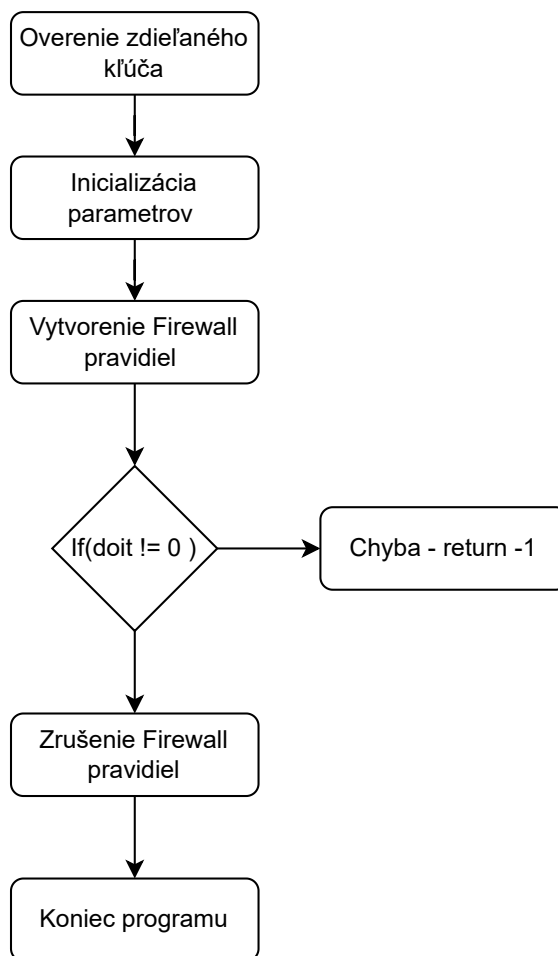 Overenie zdieľaného
kľúča
Inicializácia
parametrov
Vytvorenie Firewall
pravidiel
If(doit != 0 )
Chyba - return -1
Zrušenie Firewall
pravidiel
Koniec programu